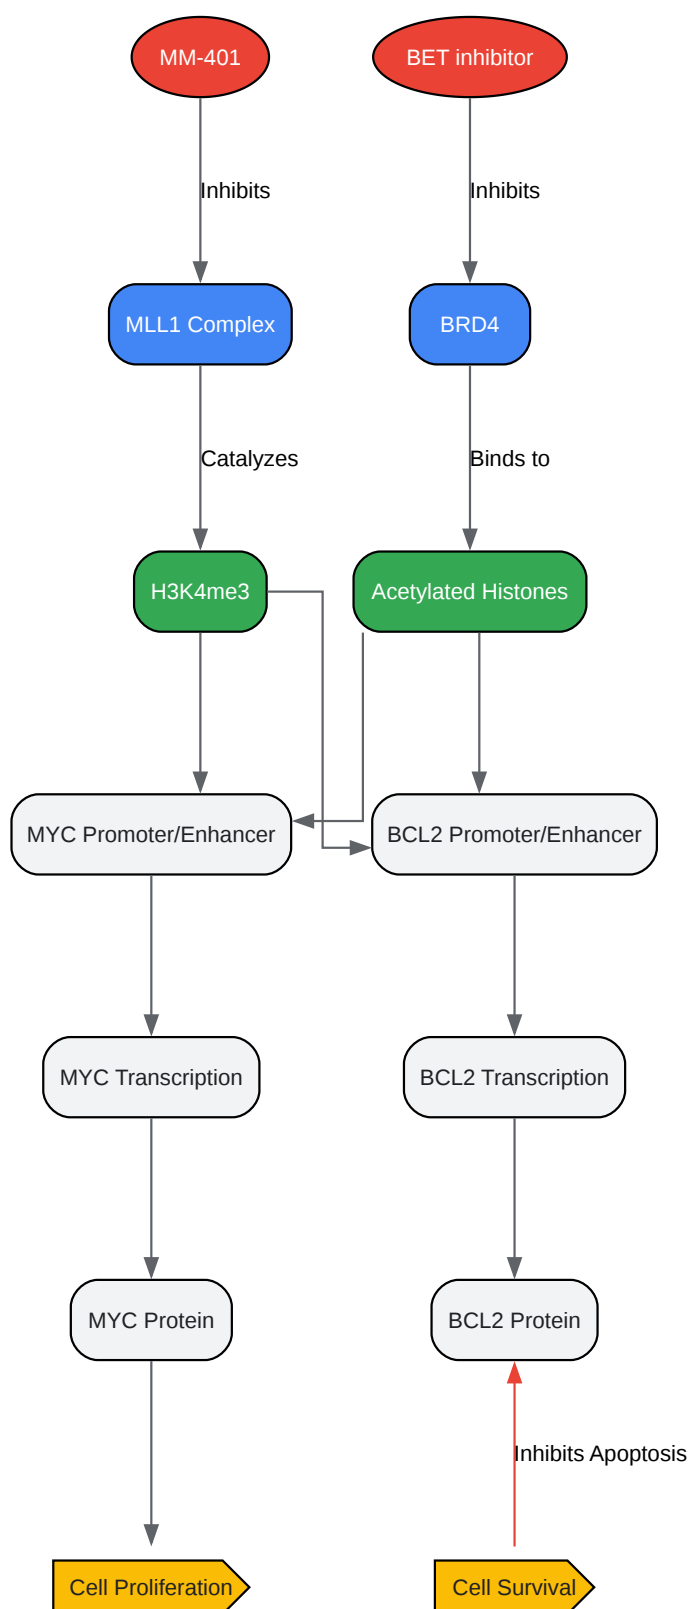 MM-401
BET inhibitor
Inhibits
Inhibits
MLL1 Complex
BRD4
Catalyzes
Binds to
H3K4me3
Acetylated Histones
MYC Promoter/Enhancer
BCL2 Promoter/Enhancer
MYC Transcription
BCL2 Transcription
MYC Protein
BCL2 Protein
Inhibits Apoptosis
Cell Proliferation
Cell Survival